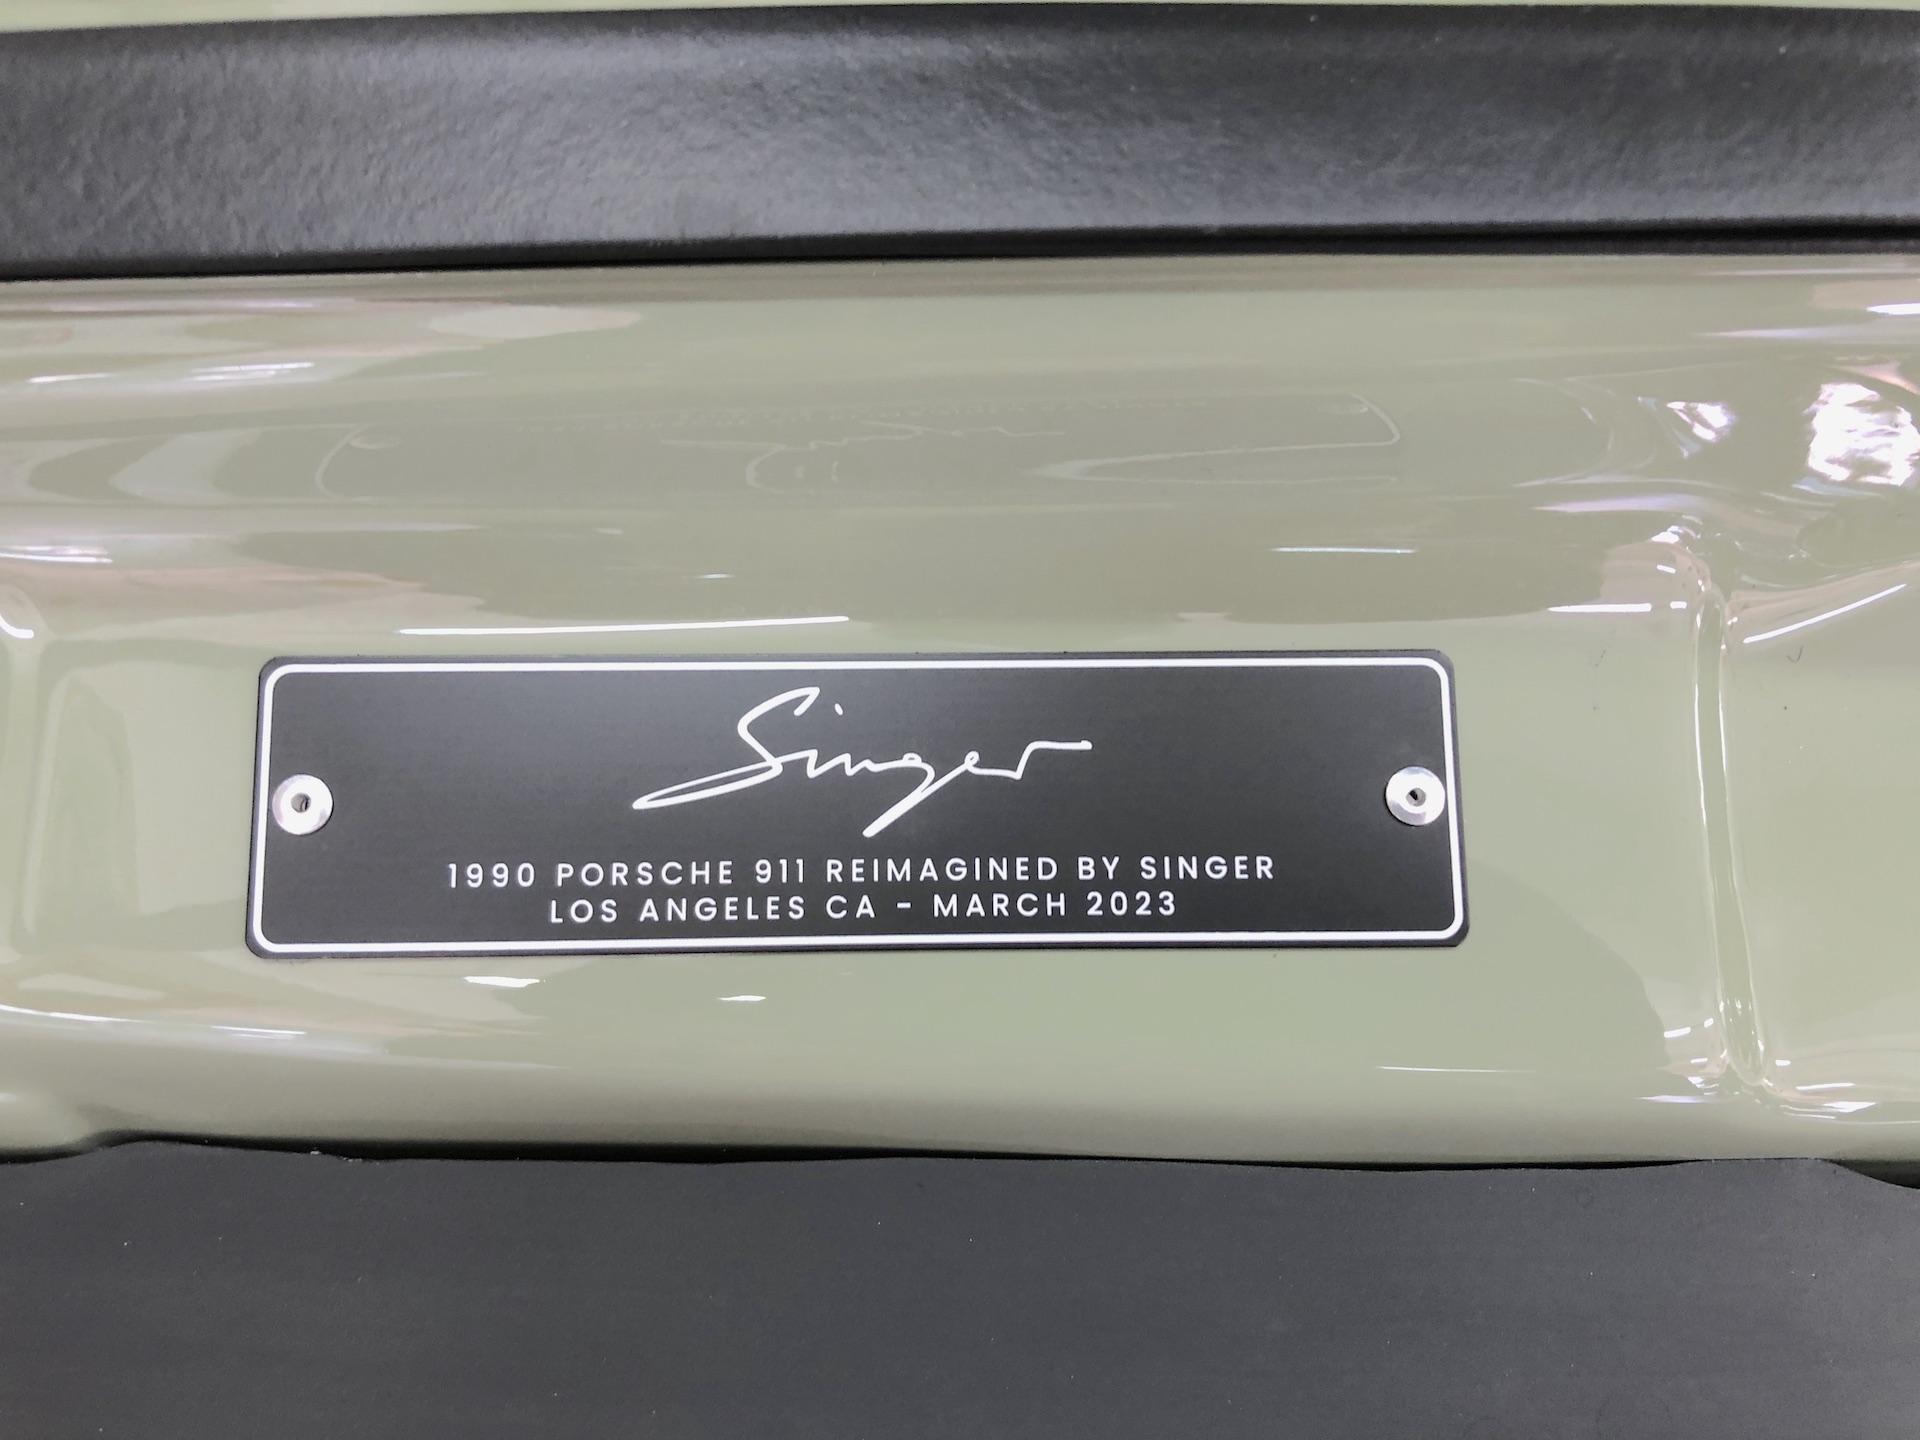 Singer
1990 PORSCHE 911 REIMAGINED BY SINGER
LOS ANGELES CA - MARCH 2023